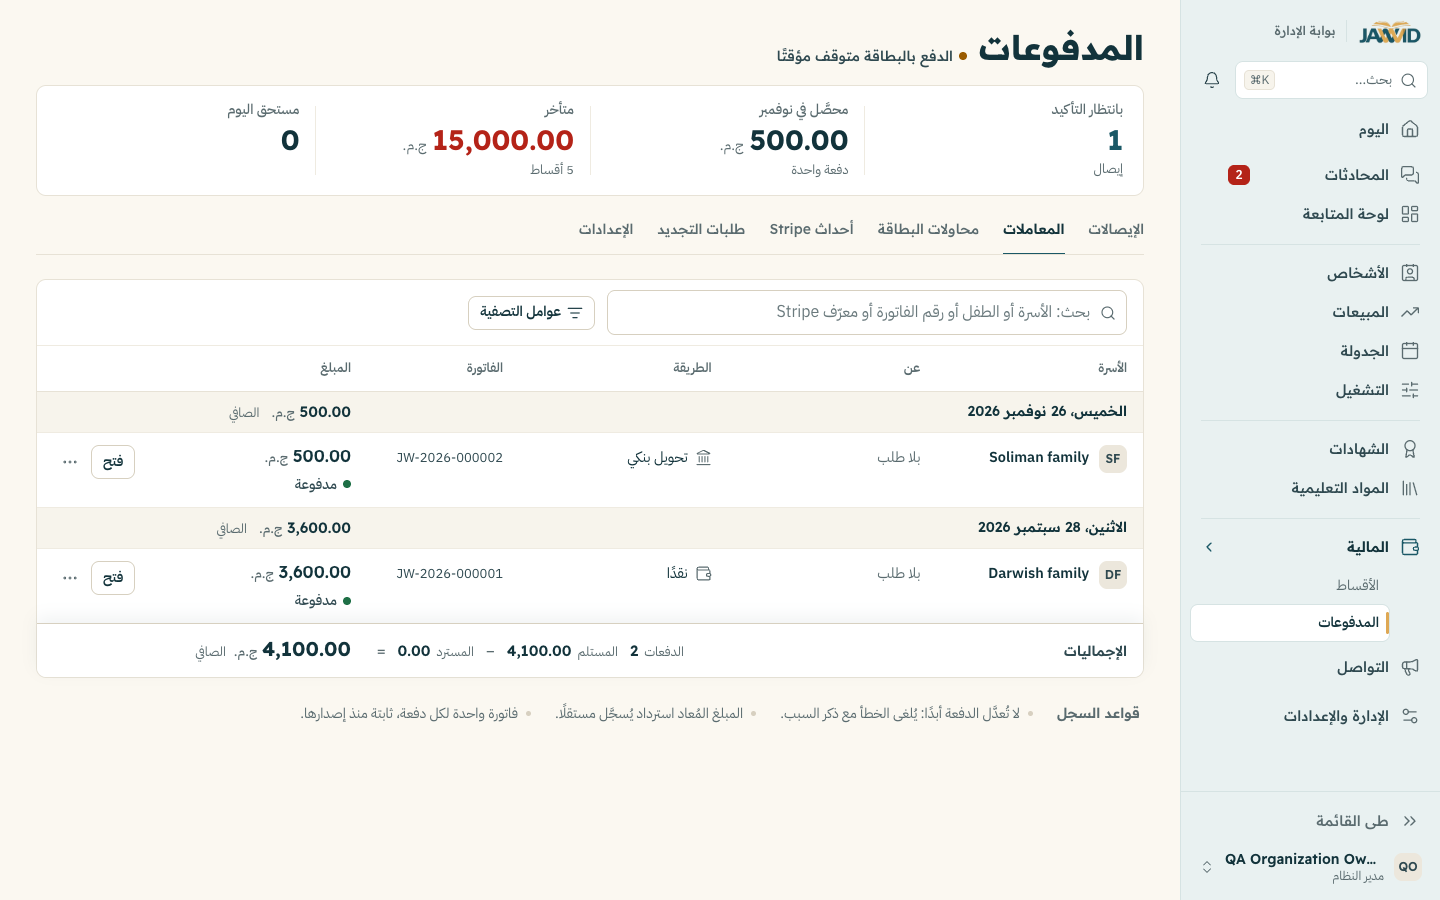 JAWWID
بوابة الإدارة
بحث...
⌘K
اليوم
المحادثات
2
لوحة المتابعة
الأشخاص
المبيعات
الجدولة
التشغيل
الشهادات
المواد التعليمية
المالية
الأقساط
المدفوعات
التواصل
الإدارة والإعدادات
طي القائمة
QO
QA Organization Ow...
مدير النظام
المدفوعات
الدفع بالبطاقة متوقف مؤقتًا
بانتظار التأكيد
1
إيصال
محصَّل في نوفمبر
500.00 ج.م.
دفعة واحدة
متأخر
15,000.00 ج.م.
5 أقساط
مستحق اليوم
0
الإيصالات المعاملات محاولات البطاقة أحداث Stripe طلبات التجديد الإعدادات
بحث: الأسرة أو الطفل أو رقم الفاتورة أو معرّف Stripe
عوامل التصفية
الأسرة عن الطريقة الفاتورة المبلغ
الخميس، 26 نوفمبر 2026 500.00 ج.م. الصافي
SF Soliman family بلا طلب تحويل بنكي JW-2026-000002 500.00 ج.م. فتح ...
مدفوعة
الاثنين، 28 سبتمبر 2026 3,600.00 ج.م. الصافي
DF Darwish family بلا طلب نقدًا JW-2026-000001 3,600.00 ج.م. فتح ...
مدفوعة
الإجماليات الدفعات 2 المستلم 4,100.00 − المسترد 0.00 = 4,100.00 ج.م. الصافي
قواعد السجل • لا تُعدَّل الدفعة أبدًا: يُلغى الخطأ مع ذكر السبب. • المبلغ المُعاد استرداد يُسجَّل مستقلًا. • فاتورة واحدة لكل دفعة، ثابتة منذ إصدارها.